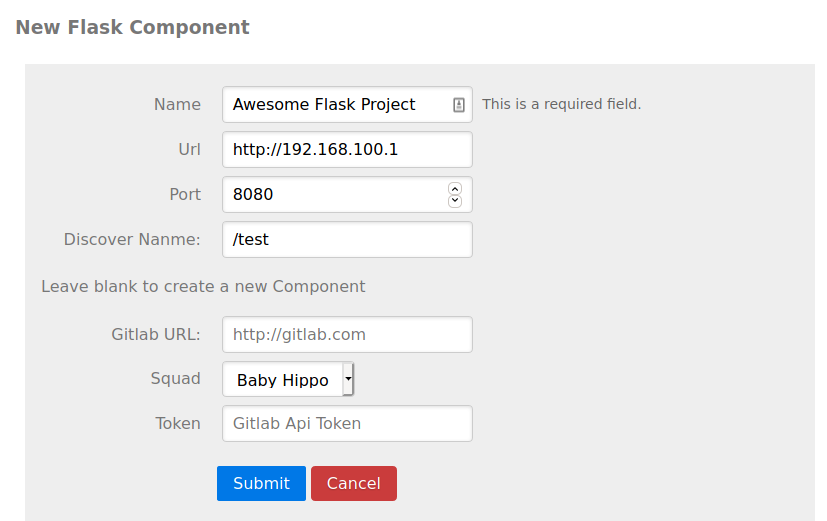 New Flask Component
Name Awesome Flask Project This is a required field.
Url http://192.168.100.1
Port 8080
Discover Nanme: /test
Leave blank to create a new Component
Gitlab URL: http://gitlab.com
Squad Baby Hippo
Token Gitlab Api Token
Submit Cancel